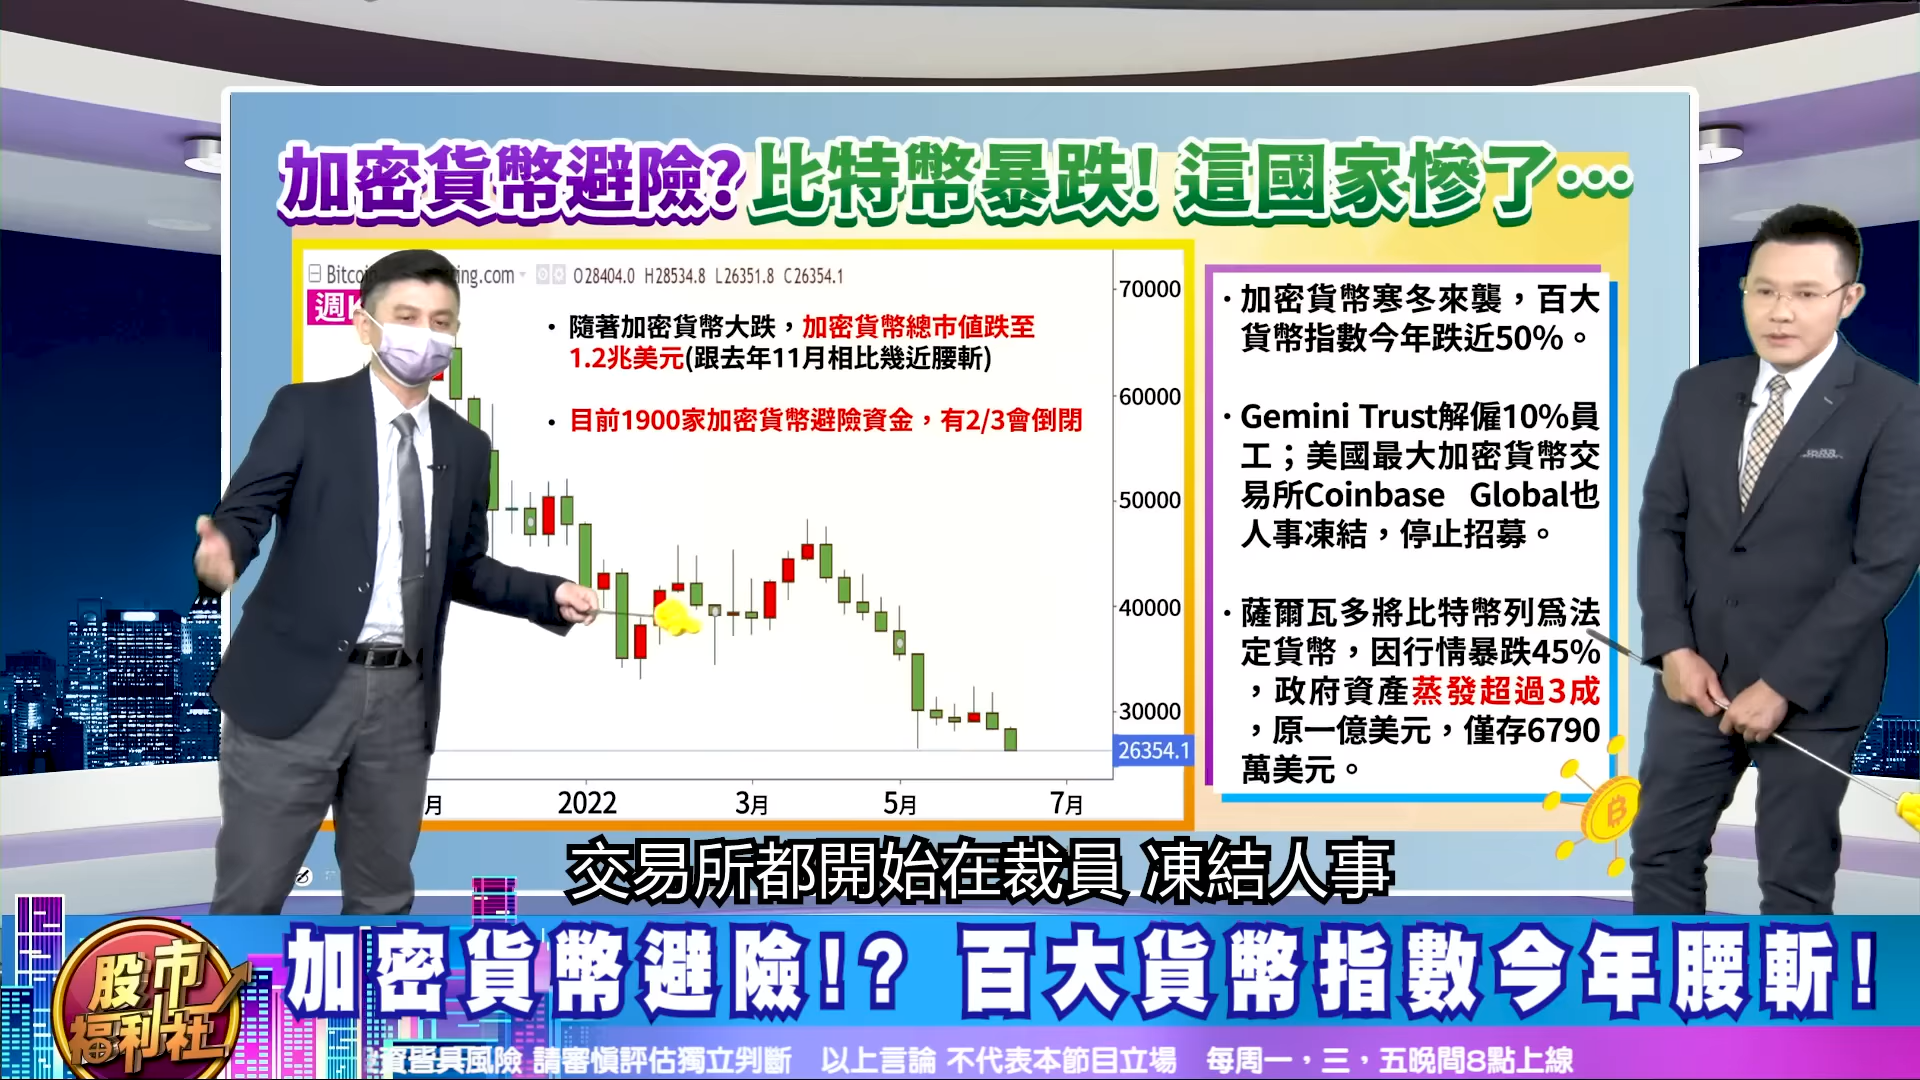 加密貨幣避險?比特幣暴跌! 這國家慘了…
O28404.0 H28534.8 L26351.8 C26354.1
週
・隨著加密貨幣大跌，加密貨幣總市值跌至
1.2兆美元(跟去年11月相比幾近腰斬)
・目前1900家加密貨幣避險資金，有2/3會倒閉
70000
60000
50000
40000
30000
26354.1
月 2022 3月 5月 7月
・加密貨幣寒冬來襲，百大
貨幣指數今年跌近50%。
・Gemini Trust解僱10%員
工；美國最大加密貨幣交
易所Coinbase Global也
人事凍結，停止招募。
・薩爾瓦多將比特幣列爲法
定貨幣，因行情暴跌45%
，政府資產蒸發超過3成
，原一億美元，僅存6790
萬美元。
交易所都開始在裁員 凍結人事
加密貨幣避險!? 百大貨幣指數今年腰斬!
股市
福利社
資皆具風險 請審慎評估獨立判斷 以上言論 不代表本節目立場 每周一，三，五晚間8點上線